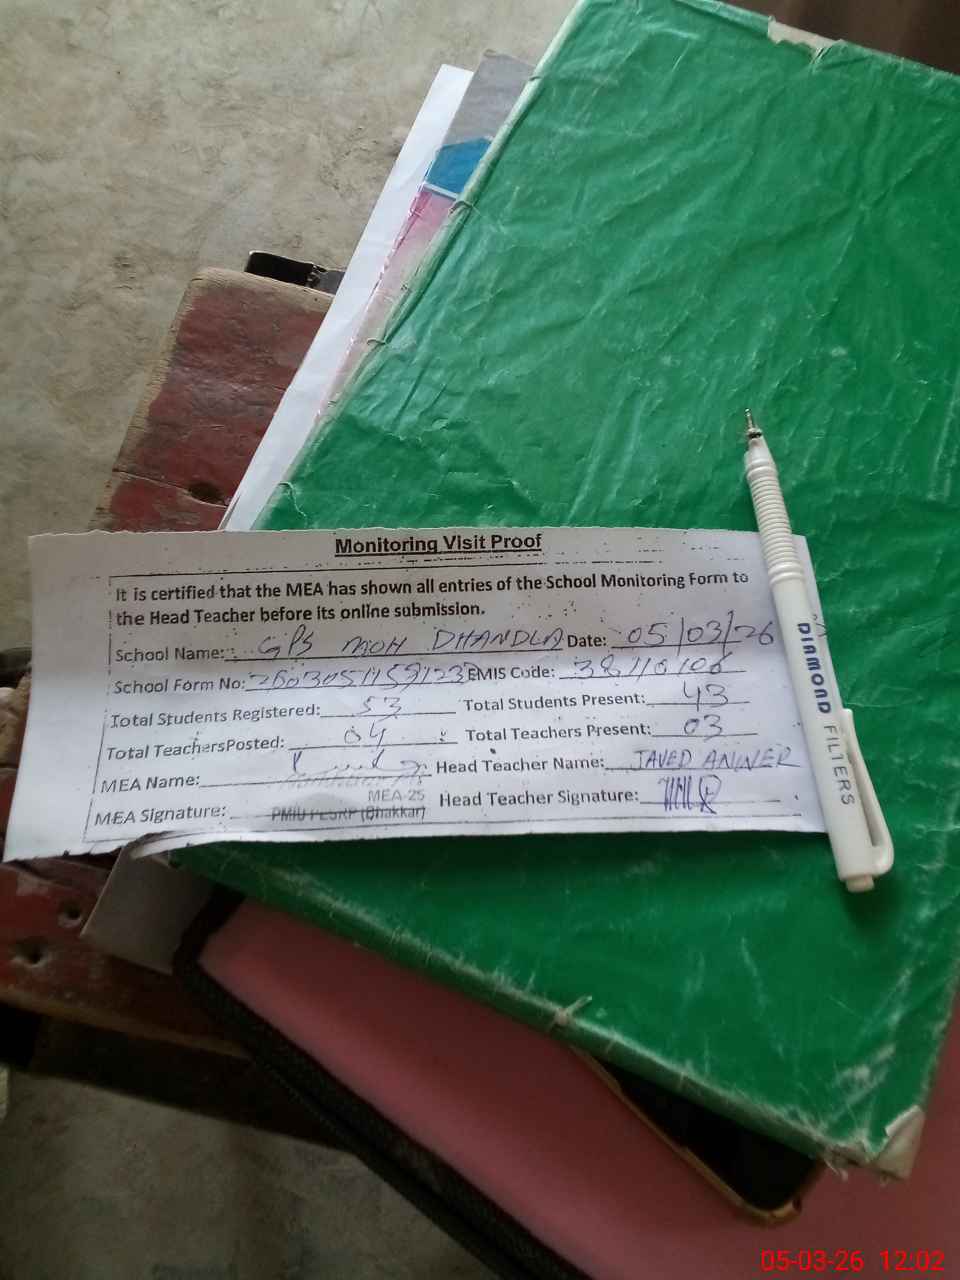 Monitoring Visit Proof
It is certified that the MEA has shown all entries of the School Monitoring Form to
the Head Teacher before its online submission.
School Name: GPS MOH DHANDLA Date: 05/03/26
School Form No: EMIS Code: 38110106
Total Students Registered: 53 Total Students Present: 43
Total TeachersPosted: 04 Total Teachers Present: 03
MEA Name: Head Teacher Name: JAVED ANWER
MEA-25
MEA Signature: PMIU PESRP (Bhakkar) Head Teacher Signature:
DIAMOND FILTERS
05-03-26 12:02